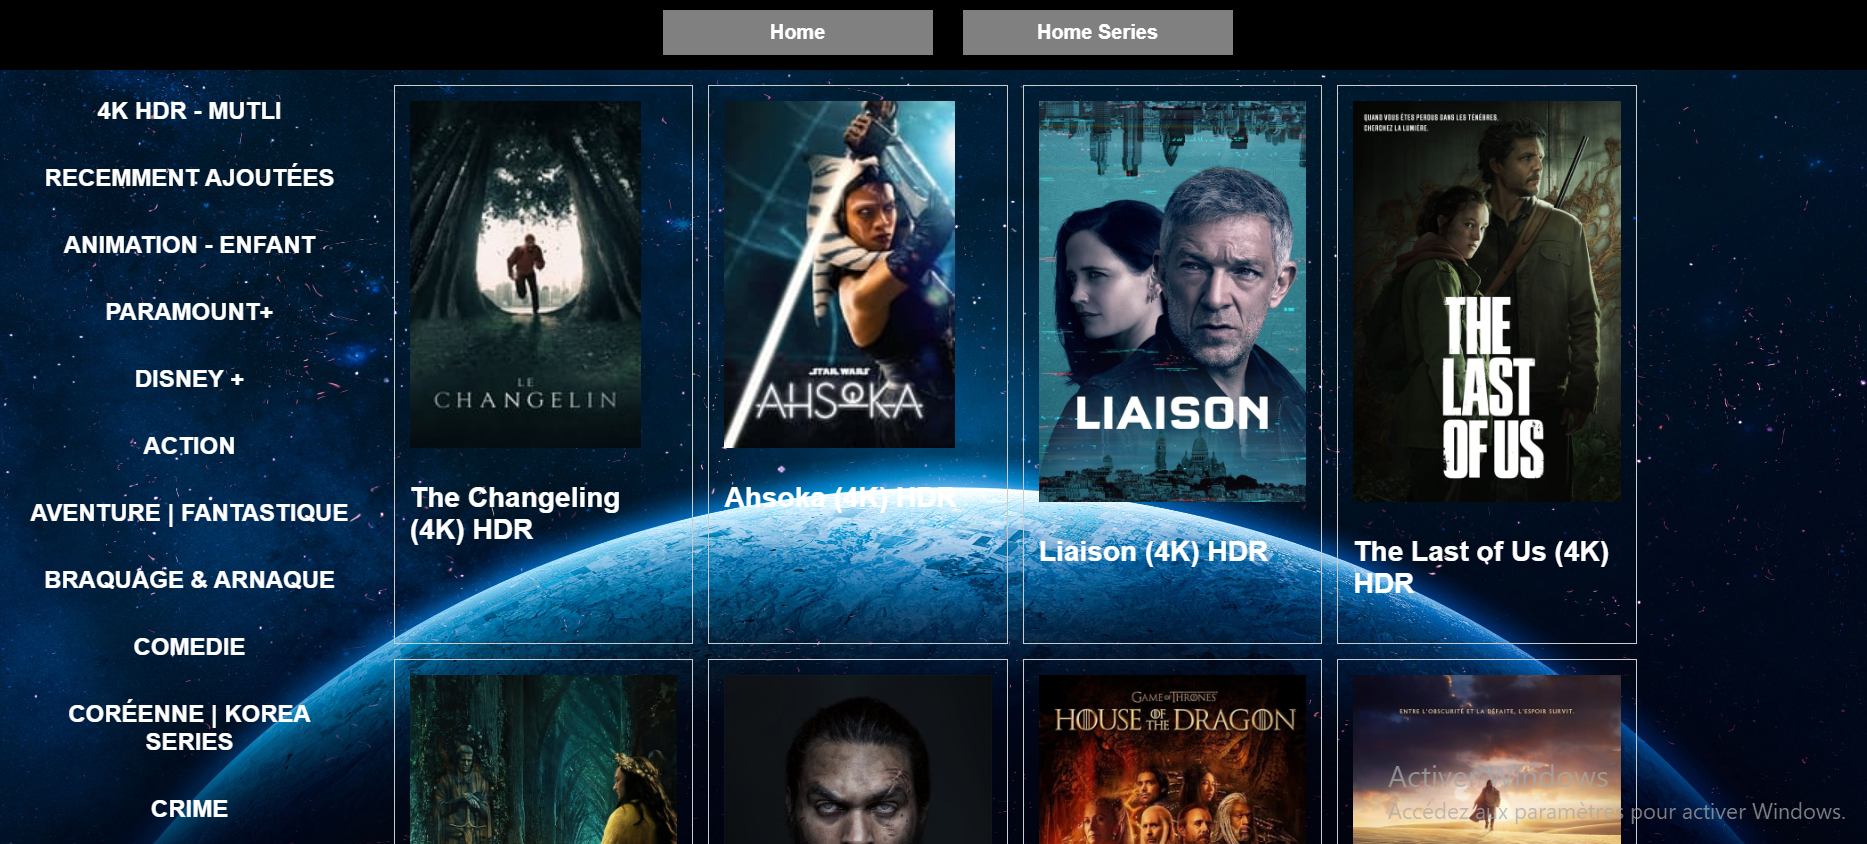 Home
Home Series
4K HDR - MUTLI
RECEMMENT AJOUTÉES
ANIMATION - ENFANT
PARAMOUNT+
DISNEY +
ACTION
AVENTURE | FANTASTIQUE
BRAQUAGE & ARNAQUE
COMEDIE
CORÉENNE | KOREA
SERIES
CRIME
LE
CHANGELIN
The Changeling
(4K) HDR
STAR WARS
AHSOKA
Ahsoka (4K) HDR
LIAISON
Liaison (4K) HDR
QUAND VOUS ÊTES PERDUS DANS LES TÉNÈBRES,
CHERCHEZ LA LUMIÈRE.
THE
LAST
OF US
The Last of Us (4K)
HDR
GAME OF THRONES
HOUSE OF THE DRAGON
ENTRE L'OBSCURITÉ ET LA DÉFAITE, L'ESPOIR SURVIT.
Activer Windows
Accédez aux paramètres pour activer Windows.